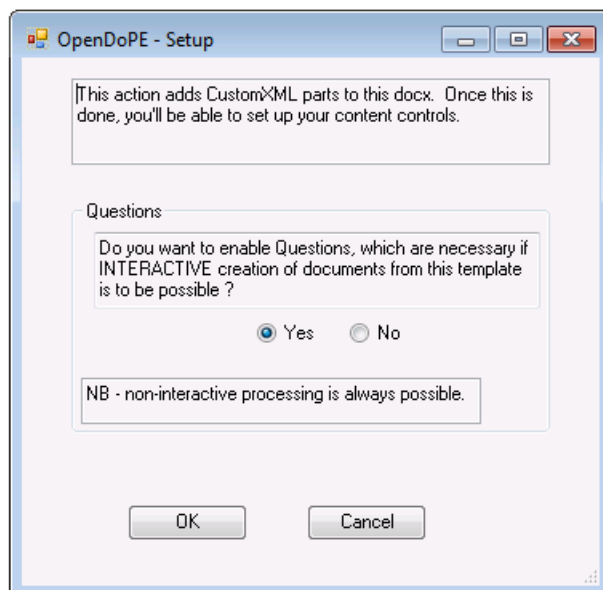 OpenDoPE - Setup
This action adds CustomXML parts to this docx.  Once this is
done, you'll be able to set up your content controls.
Questions
Do you want to enable Questions, which are necessary if
INTERACTIVE creation of documents from this template
is to be possible ?
Yes No
NB - non-interactive processing is always possible.
OK Cancel